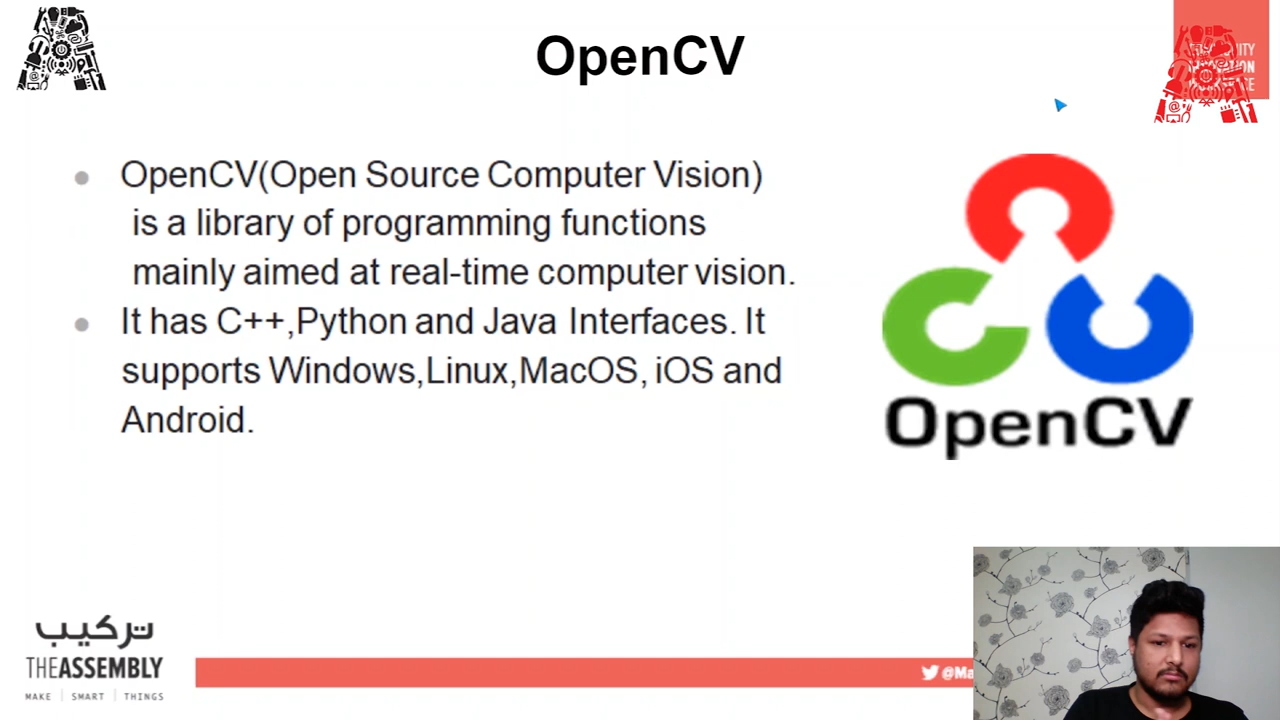 OpenCV
OpenCV(Open Source Computer Vision)
is a library of programming functions
mainly aimed at real-time computer vision.
It has C++,Python and Java Interfaces. It
supports Windows,Linux,MacOS, iOS and
Android.
OpenCV
تركيب
THEASSEMBLY
MAKE | SMART | THINGS